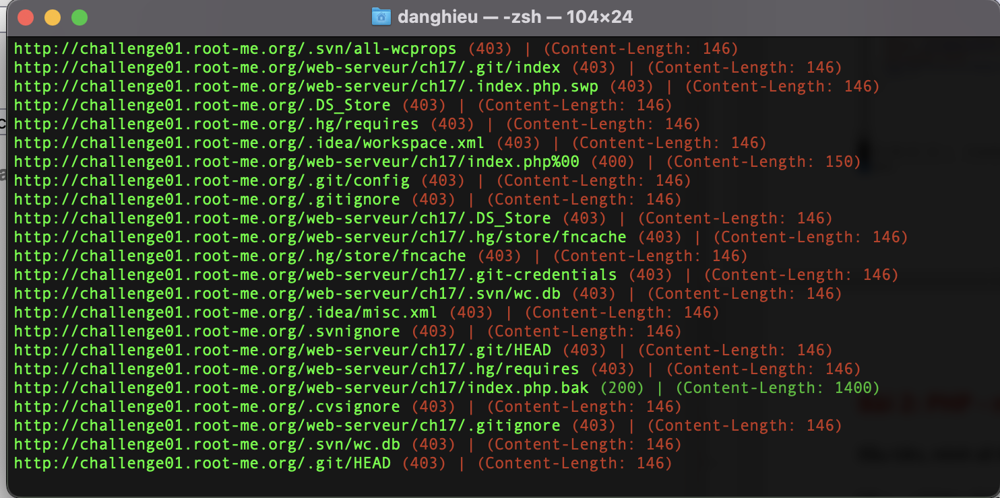 danghieu — -zsh — 104×24
http://challenge01.root-me.org/.svn/all-wcprops (403) | (Content-Length: 146)
http://challenge01.root-me.org/web-serveur/ch17/.git/index (403) | (Content-Length: 146)
http://challenge01.root-me.org/web-serveur/ch17/.index.php.swp (403) | (Content-Length: 146)
http://challenge01.root-me.org/.DS_Store (403) | (Content-Length: 146)
http://challenge01.root-me.org/.hg/requires (403) | (Content-Length: 146)
http://challenge01.root-me.org/.idea/workspace.xml (403) | (Content-Length: 146)
http://challenge01.root-me.org/web-serveur/ch17/index.php%00 (400) | (Content-Length: 150)
http://challenge01.root-me.org/.git/config (403) | (Content-Length: 146)
http://challenge01.root-me.org/.gitignore (403) | (Content-Length: 146)
http://challenge01.root-me.org/web-serveur/ch17/.DS_Store (403) | (Content-Length: 146)
http://challenge01.root-me.org/web-serveur/ch17/.hg/store/fncache (403) | (Content-Length: 146)
http://challenge01.root-me.org/.hg/store/fncache (403) | (Content-Length: 146)
http://challenge01.root-me.org/web-serveur/ch17/.git-credentials (403) | (Content-Length: 146)
http://challenge01.root-me.org/web-serveur/ch17/.svn/wc.db (403) | (Content-Length: 146)
http://challenge01.root-me.org/.idea/misc.xml (403) | (Content-Length: 146)
http://challenge01.root-me.org/.svnignore (403) | (Content-Length: 146)
http://challenge01.root-me.org/web-serveur/ch17/.git/HEAD (403) | (Content-Length: 146)
http://challenge01.root-me.org/web-serveur/ch17/.hg/requires (403) | (Content-Length: 146)
http://challenge01.root-me.org/web-serveur/ch17/index.php.bak (200) | (Content-Length: 1400)
http://challenge01.root-me.org/.cvsignore (403) | (Content-Length: 146)
http://challenge01.root-me.org/web-serveur/ch17/.gitignore (403) | (Content-Length: 146)
http://challenge01.root-me.org/.svn/wc.db (403) | (Content-Length: 146)
http://challenge01.root-me.org/.git/HEAD (403) | (Content-Length: 146)